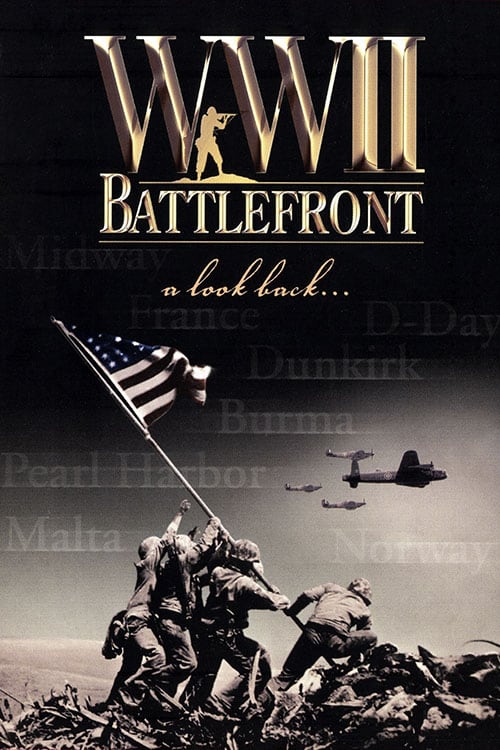 WWII
BATTLEFRONT
a look back...
Midway
France
D-Day
Dunkirk
Burma
Pearl Harbor
Malta
Norway